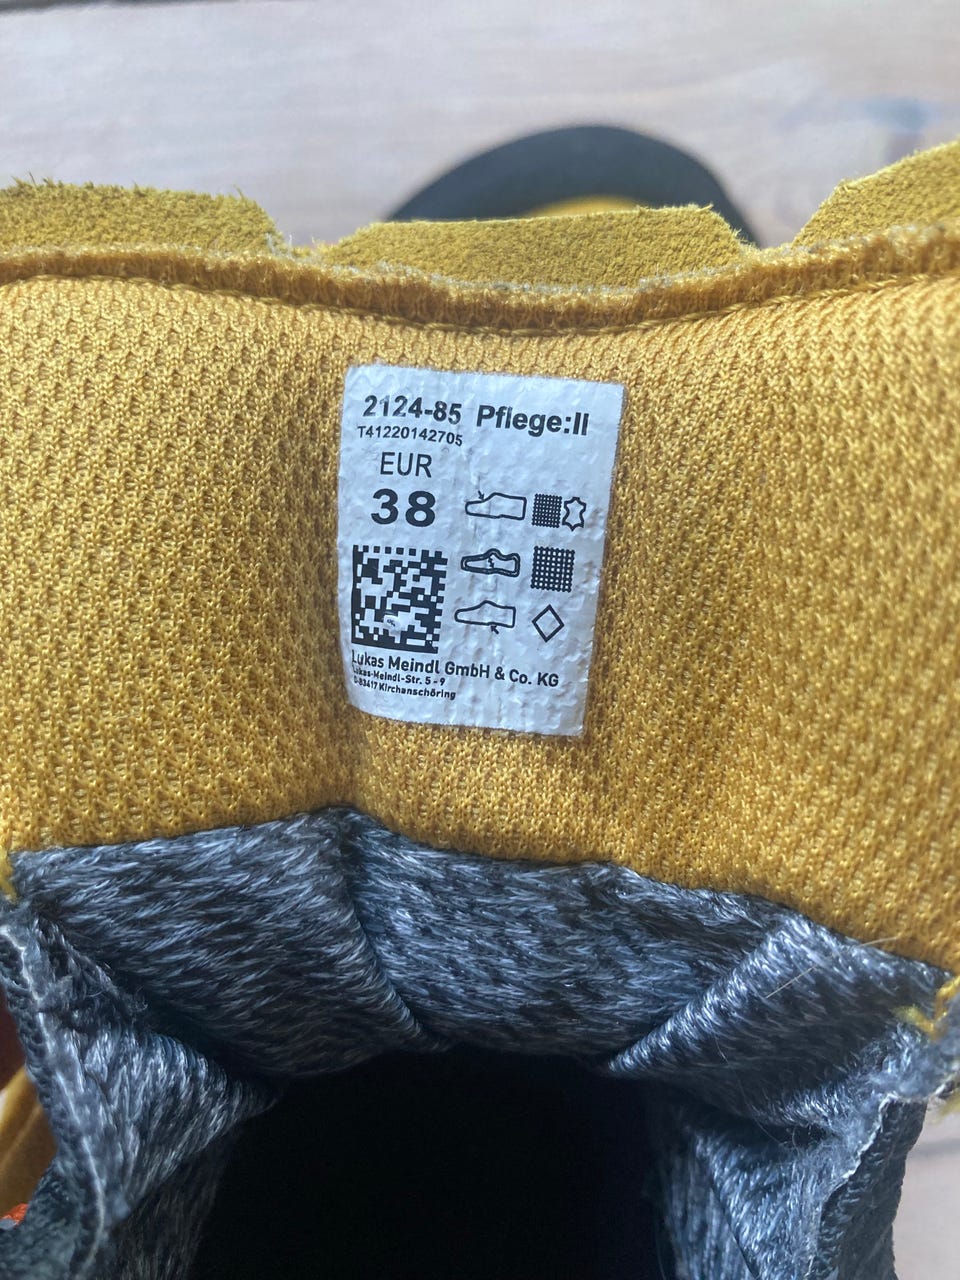 2124-85 Pflege:II
T41220142705
EUR
38
Lukas Meindl GmbH & Co. KG
Lukas-Meindl-Str. 5 - 9
D-83417 Kirchanschöring